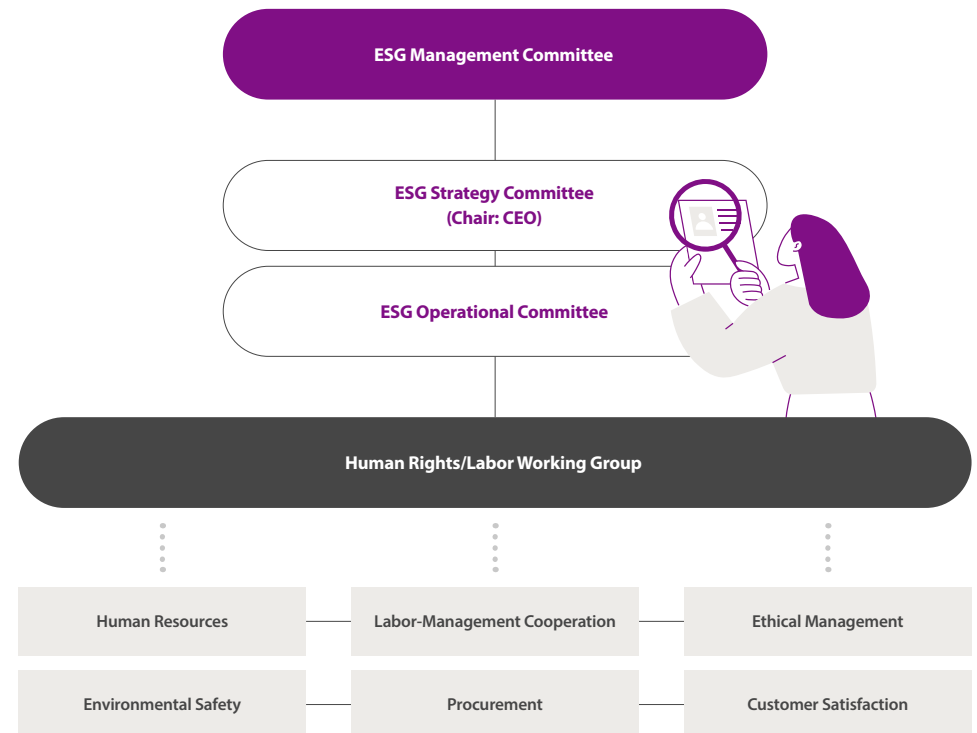 ESG Management Committee
ESG Strategy Committee
(Chair: CEO)
ESG Operational Committee
Human Rights/Labor Working Group
Human Resources
Labor-Management Cooperation
Ethical Management
Environmental Safety
Procurement
Customer Satisfaction